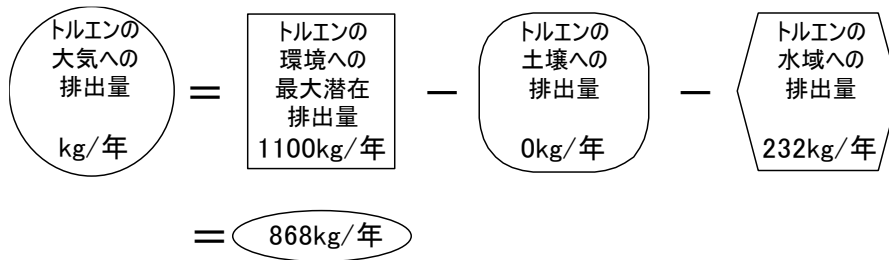 トルエンの
大気への
排出量
kg/年
=
トルエンの
環境への
最大潜在
排出量
1100kg/年
−
トルエンの
土壌への
排出量
0kg/年
−
トルエンの
水域への
排出量
232kg/年
=
868kg/年